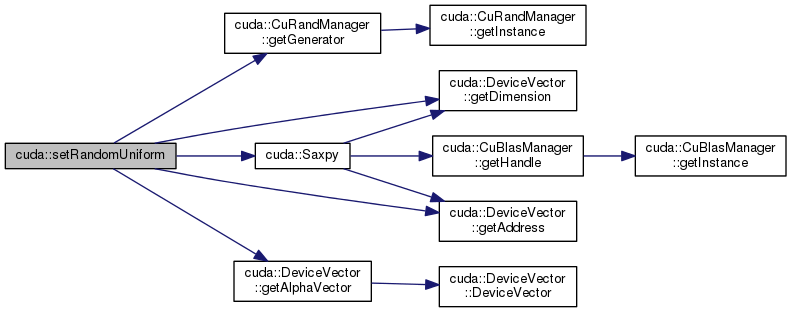 cuda::setRandomUniform
cuda::CuRandManager
::getGenerator
cuda::CuRandManager
::getInstance
cuda::DeviceVector
::getDimension
cuda::Saxpy
cuda::CuBlasManager
::getHandle
cuda::CuBlasManager
::getInstance
cuda::DeviceVector
::getAddress
cuda::DeviceVector
::getAlphaVector
cuda::DeviceVector
::DeviceVector